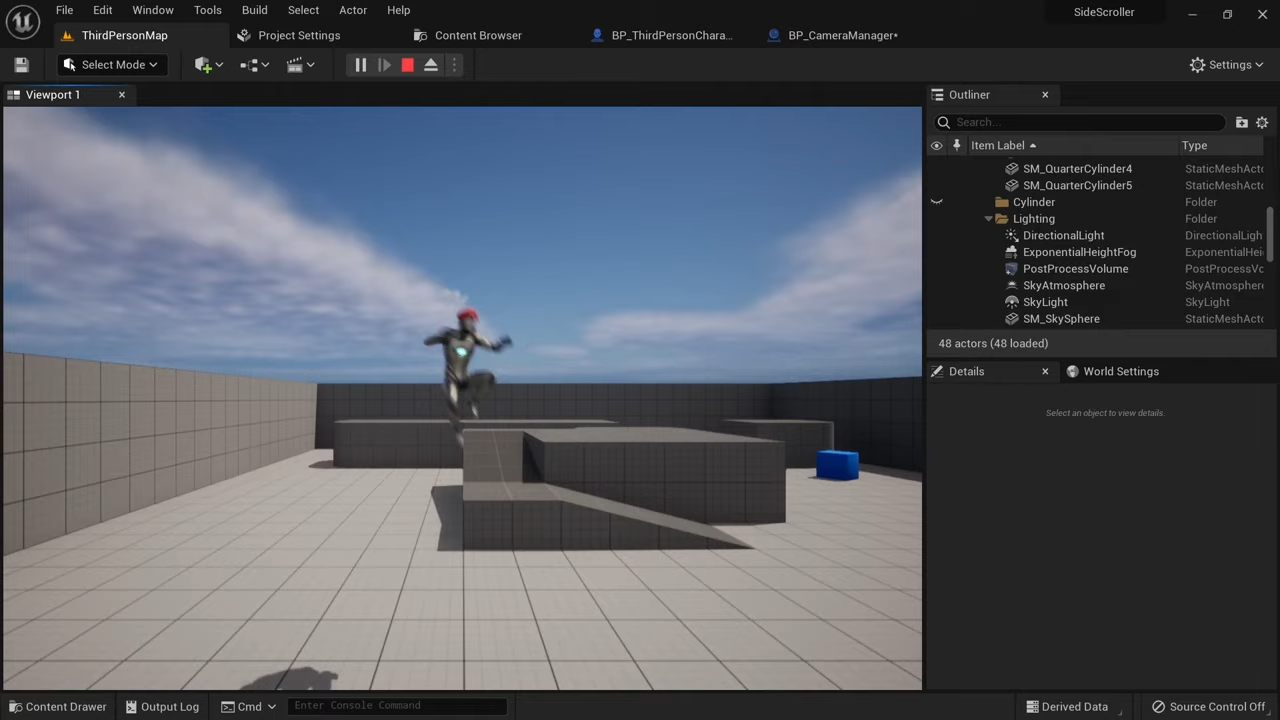 File Edit Window Tools Build Select Actor Help
SideScroller
ThirdPersonMap
Project Settings
Content Browser
BP_ThirdPersonChara...
BP_CameraManager*
Select Mode
Settings
Viewport 1
Outliner
Search...
Item Label
Type
SM_QuarterCylinder4 StaticMeshActo
SM_QuarterCylinder5 StaticMeshActo
Cylinder Folder
Lighting Folder
DirectionalLight DirectionalLigh
ExponentialHeightFog ExponentialHei
PostProcessVolume PostProcessVo
SkyAtmosphere SkyAtmosphere
SkyLight SkyLight
SM_SkySphere StaticMeshActo
48 actors (48 loaded)
Details
World Settings
Select an object to view details.
Content Drawer
Output Log
Cmd
Enter Console Command
Derived Data
Source Control Off